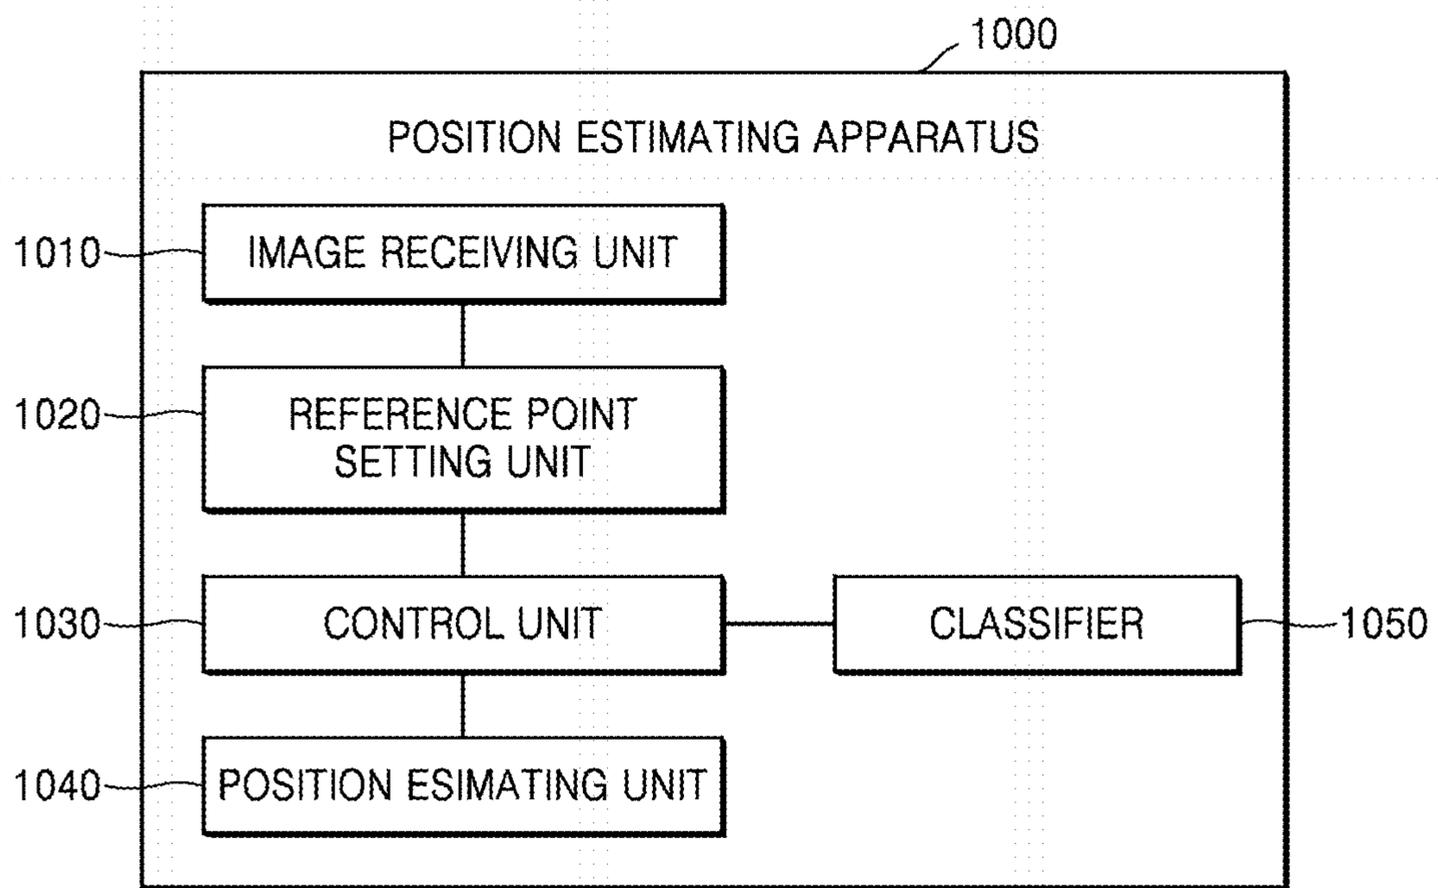 1000
POSITION ESTIMATING APPARATUS
1010
IMAGE RECEIVING UNIT
1020
REFERENCE POINT
SETTING UNIT
1030
CONTROL UNIT
CLASSIFIER
1050
1040
POSITION ESIMATING UNIT